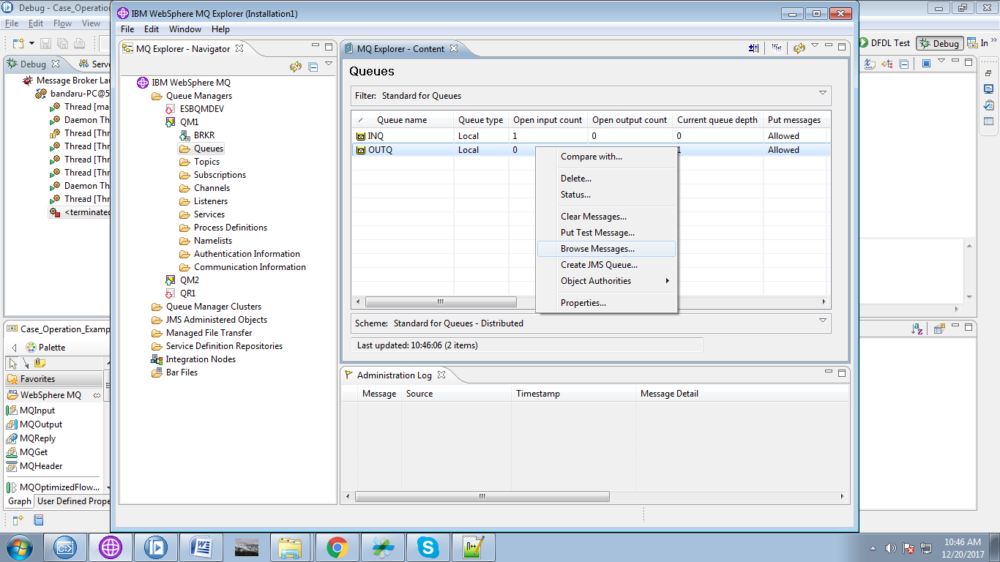 Debug - Case_Operation
File Edit Flow View
DFDL Test
Debug
In
Debug
Serv
Message Broker Lau
bandaru-PC@5
Thread [ma
Daemon Th
Thread [Thr
Thread [Thr
Thread [Thr
Thread [Thr
Daemon Th
Thread [Thr
<terminated
Case_Operation_Examp
Palette
Favorites
WebSphere MQ
MQInput
MQOutput
MQReply
MQGet
MQHeader
MQOptimizedFlow...
Graph User Defined Prope
IBM WebSphere MQ Explorer (Installation1)
File Edit Window Help
MQ Explorer - Navigator
IBM WebSphere MQ
Queue Managers
ESBQMDEV
QM1
BRKR
Queues
Topics
Subscriptions
Channels
Listeners
Services
Process Definitions
Namelists
Authentication Information
Communication Information
QM2
QR1
Queue Manager Clusters
JMS Administered Objects
Managed File Transfer
Service Definition Repositories
Integration Nodes
Bar Files
MQ Explorer - Content
Queues
Filter: Standard for Queues
Queue name Queue type Open input count Open output count Current queue depth Put messages
INQ Local 1 0 0 Allowed
OUTQ Local 0 1 Allowed
Compare with...
Delete...
Status...
Clear Messages...
Put Test Message...
Browse Messages...
Create JMS Queue...
Object Authorities
Properties...
Scheme: Standard for Queues - Distributed
Last updated: 10:46:06 (2 items)
Administration Log
Message Source Timestamp Message Detail
10:46 AM
12/20/2017